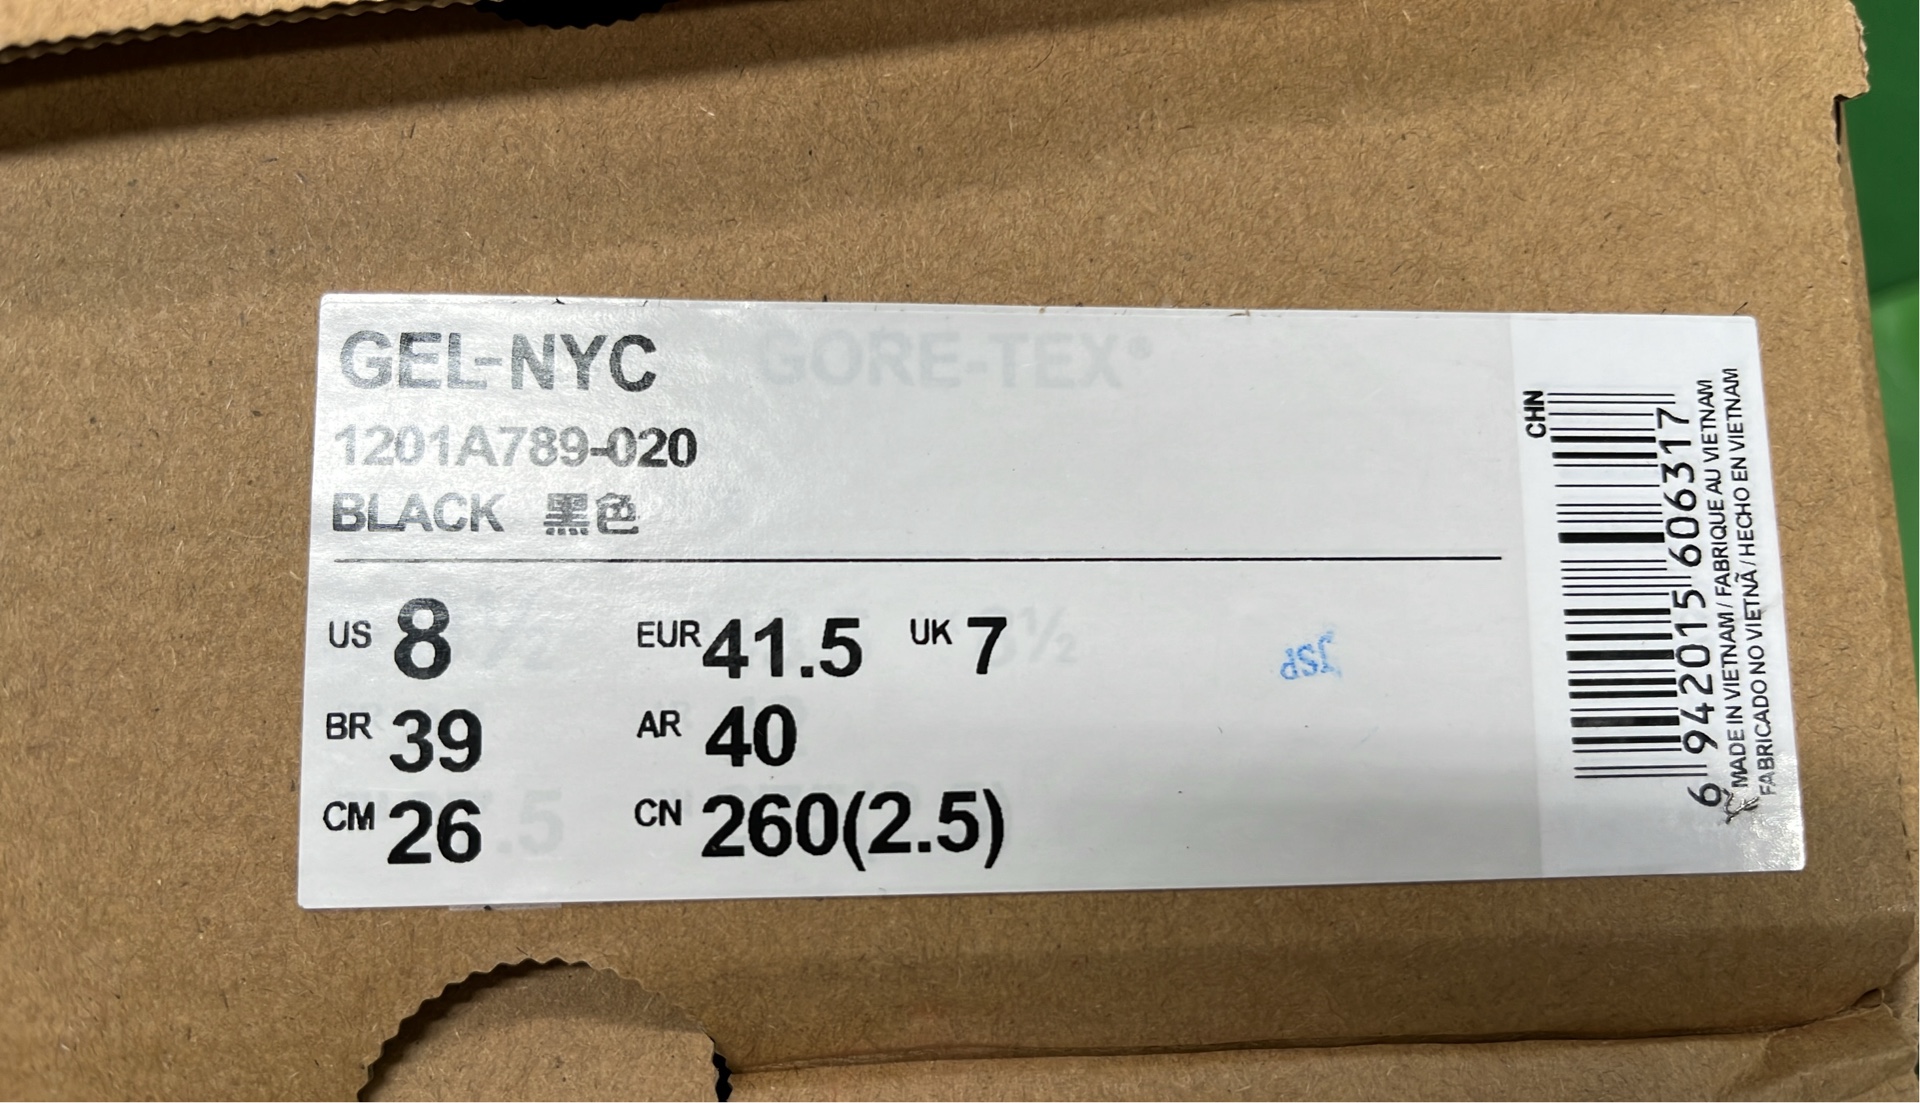 GEL-NYC GORE-TEX®
1201A789-020
BLACK 黑色
US 8 EUR 41.5 UK 7
BR 39 AR 40
CM 26 CN 260(2.5)
CHN
6 942015 606317
MADE IN VIETNAM / FABRIQUE AU VIETNAM
FABRICADO NO VIETNÃ / HECHO EN VIETNAM